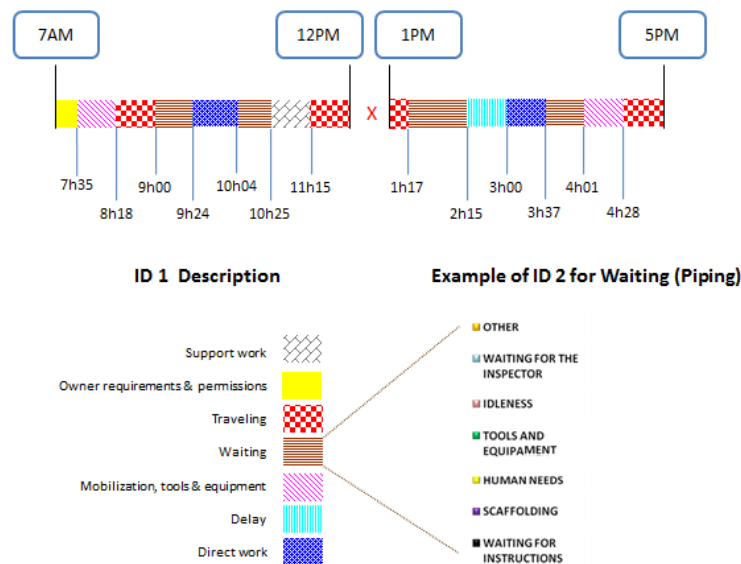 7AM
12PM
1PM
5PM
X
7h35
9h00
10h04
11h15
1h17
3h00
4h01
8h18
9h24
10h25
2h15
3h37
4h28
ID 1 Description
Example of ID 2 for Waiting (Piping)
Support work
Owner requirements & permissions
Traveling
Waiting
Mobilization, tools & equipment
Delay
Direct work
OTHER
WAITING FOR THE
INSPECTOR
IDLENESS
TOOLS AND
EQUIPAMENT
HUMAN NEEDS
SCAFFOLDING
WAITING FOR
INSTRUCTIONS